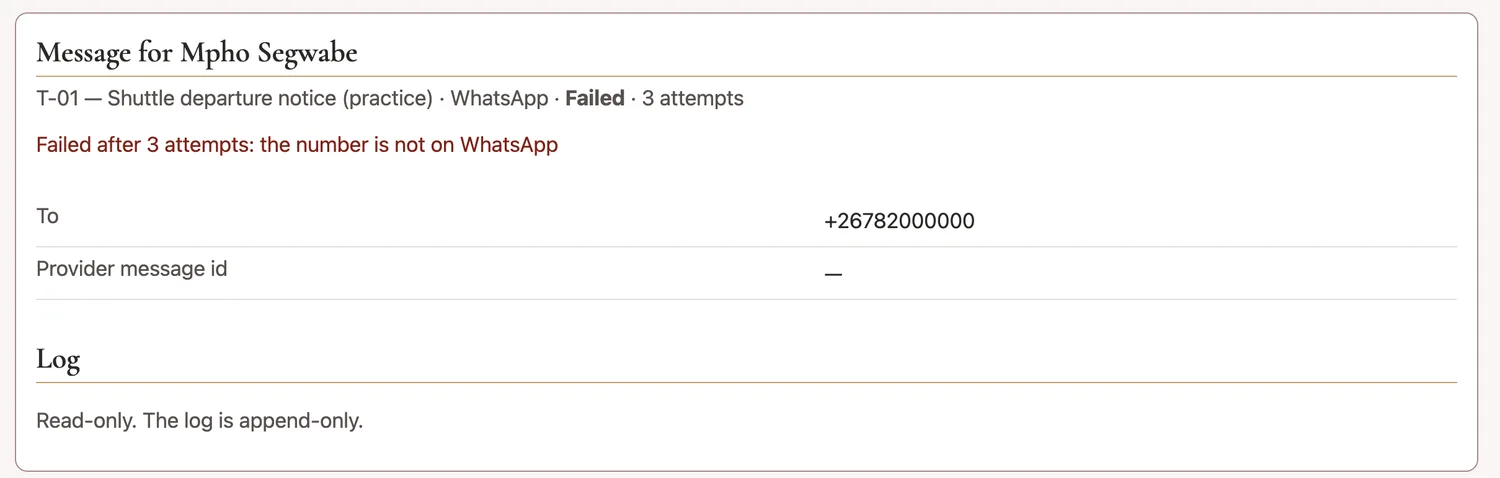 Message for Mpho Segwabe
T-01 — Shuttle departure notice (practice) · WhatsApp · Failed · 3 attempts
Failed after 3 attempts: the number is not on WhatsApp
To
+26782000000
Provider message id
—
Log
Read-only. The log is append-only.